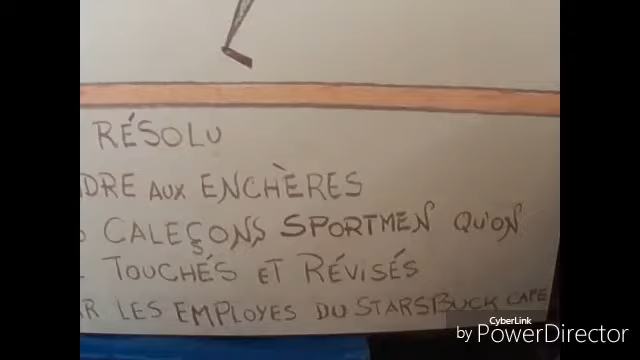 RÉSOLU
DRE AUX ENCHÈRES
CALEÇONS SPORTMEN QU'ON
TOUCHÉS ET RÉVISÉS
R LES EMPLOYES DU STARSBUCK CAFE
CyberLink
by PowerDirector